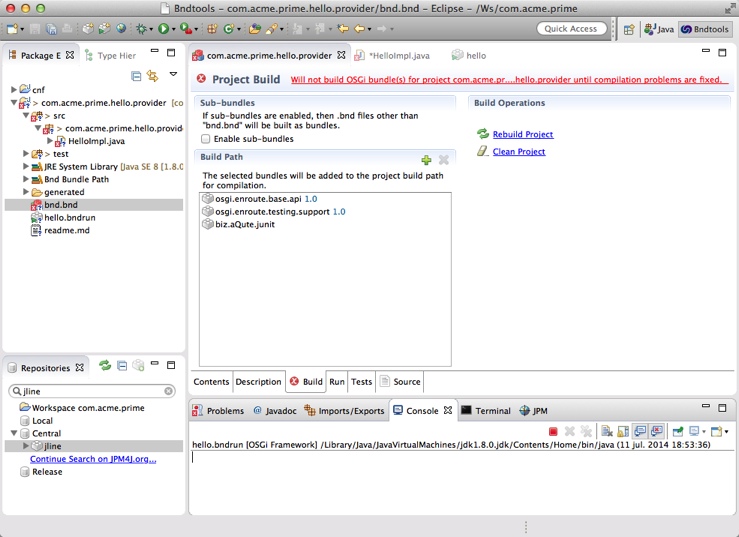 Bndtools – com.acme.prime.hello.provider/bnd.bnd – Eclipse – /Ws/com.acme.prime
Quick Access
Java
Bndtools
Package E
Type Hier
cnf
> com.acme.prime.hello.provider [co
> src
> com.acme.prime.hello.provid
HelloImpl.java
> test
JRE System Library [Java SE 8 [1.8.0
Bnd Bundle Path
generated
bnd.bnd
hello.bndrun
readme.md
com.acme.prime.hello.provider
*HelloImpl.java
hello
Project Build
Will not build OSGi bundle(s) for project com.acme.pr....hello.provider until compilation problems are fixed.
Sub-bundles
If sub-bundles are enabled, then .bnd files other than
"bnd.bnd" will be built as bundles.
Enable sub-bundles
Build Path
The selected bundles will be added to the project build path
for compilation.
osgi.enroute.base.api 1.0
osgi.enroute.testing.support 1.0
biz.aQute.junit
Build Operations
Rebuild Project
Clean Project
Contents
Description
Build
Run
Tests
Source
Repositories
jline
Workspace com.acme.prime
Local
Central
jline
Continue Search on JPM4J.org...
Release
Problems
@ Javadoc
Imports/Exports
Console
Terminal
JPM
hello.bndrun [OSGi Framework] /Library/Java/JavaVirtualMachines/jdk1.8.0.jdk/Contents/Home/bin/java (11 jul. 2014 18:53:36)